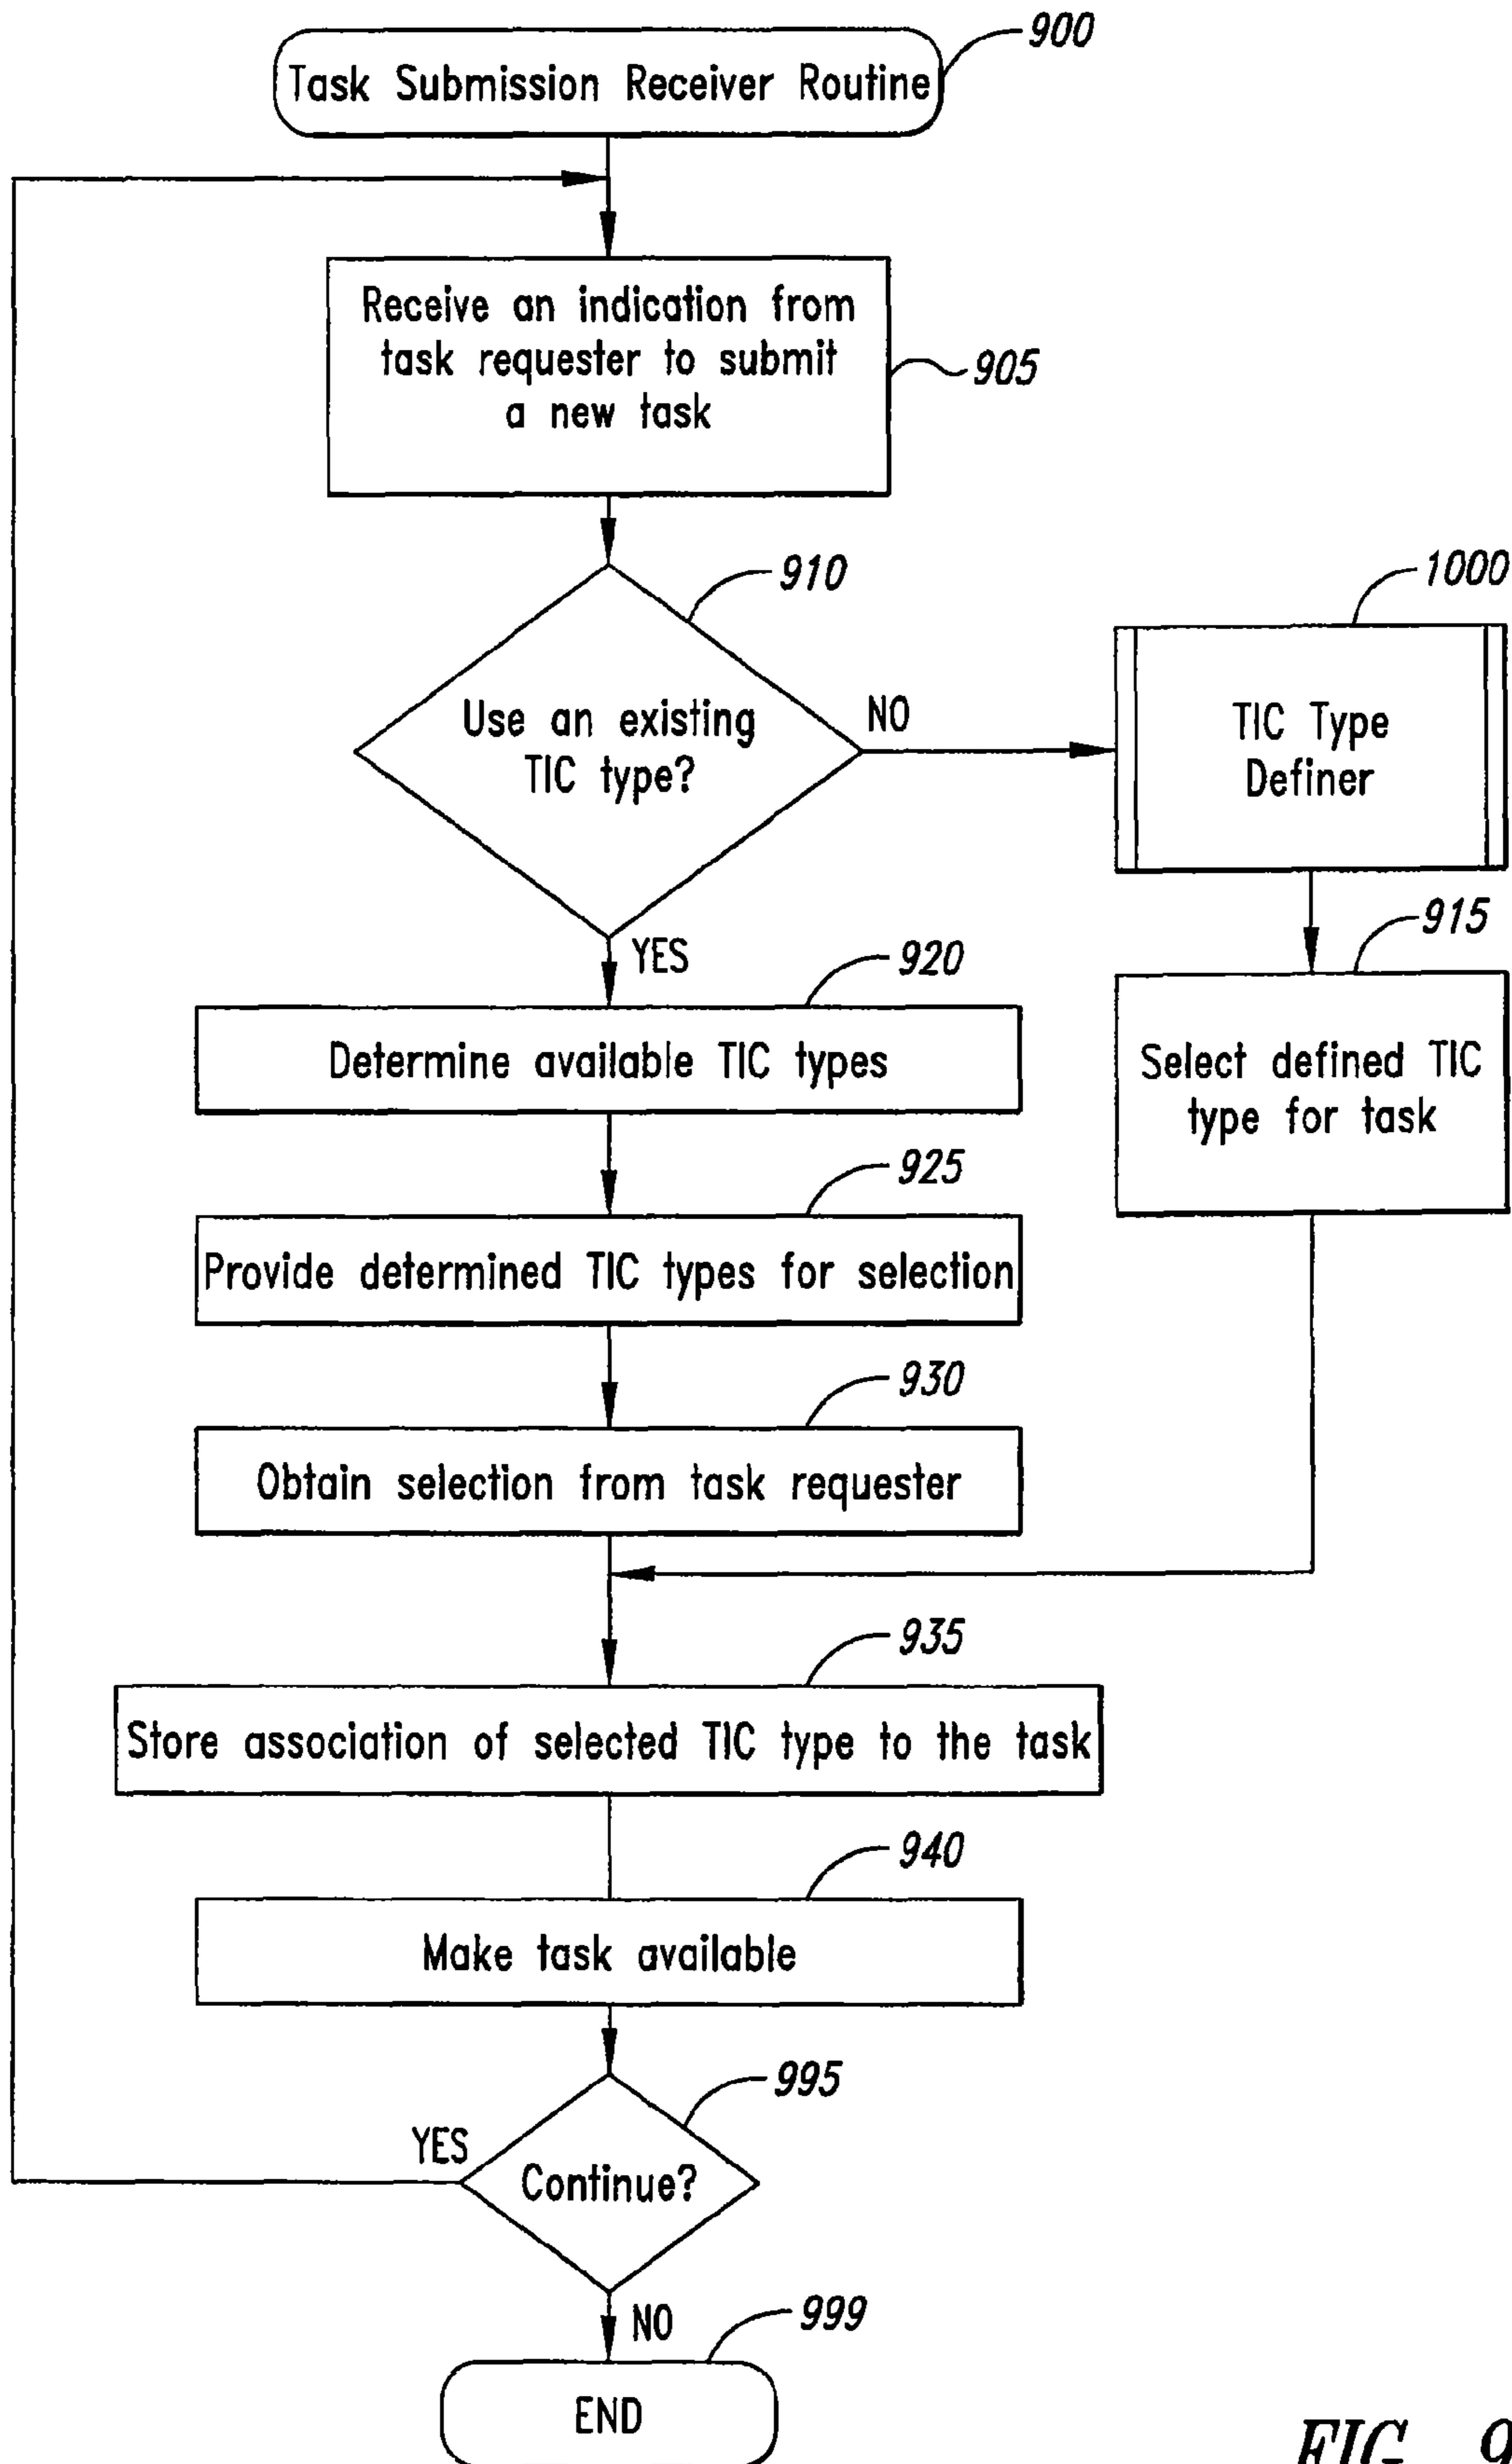 Task Submission Receiver Routine
900
Receive an indication from
task requester to submit
a new task
905
910
Use an existing
TIC type?
NO
1000
TIC Type
Definer
YES
915
Select defined TIC
type for task
920
Determine available TIC types
925
Provide determined TIC types for selection
930
Obtain selection from task requester
935
Store association of selected TIC type to the task
940
Make task available
995
YES
Continue?
NO
999
END
FIG. 9